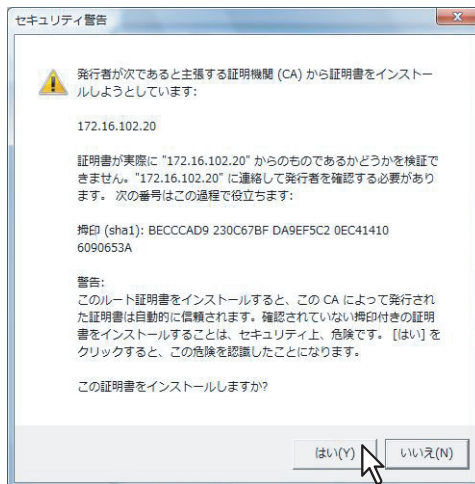 セキュリティ警告
発行者が次であると主張する証明機関 (CA) から証明書をインストー
ルしようとしています:
172.16.102.20
証明書が実際に "172.16.102.20" からのものであるかどうかを検証で
きません。"172.16.102.20" に連絡して発行者を確認する必要があり
ます。 次の番号はこの過程で役立ちます:
拇印 (sha1): BECCCAD9 230C67BF DA9EF5C2 0EC41410
6090653A
警告:
このルート証明書をインストールすると、この CA によって発行され
た証明書は自動的に信頼されます。確認されていない拇印付きの証明
書をインストールすることは、セキュリティ上、危険です。 [はい] を
クリックすると、この危険を認識したことになります。
この証明書をインストールしますか?
はい(Y) いいえ(N)